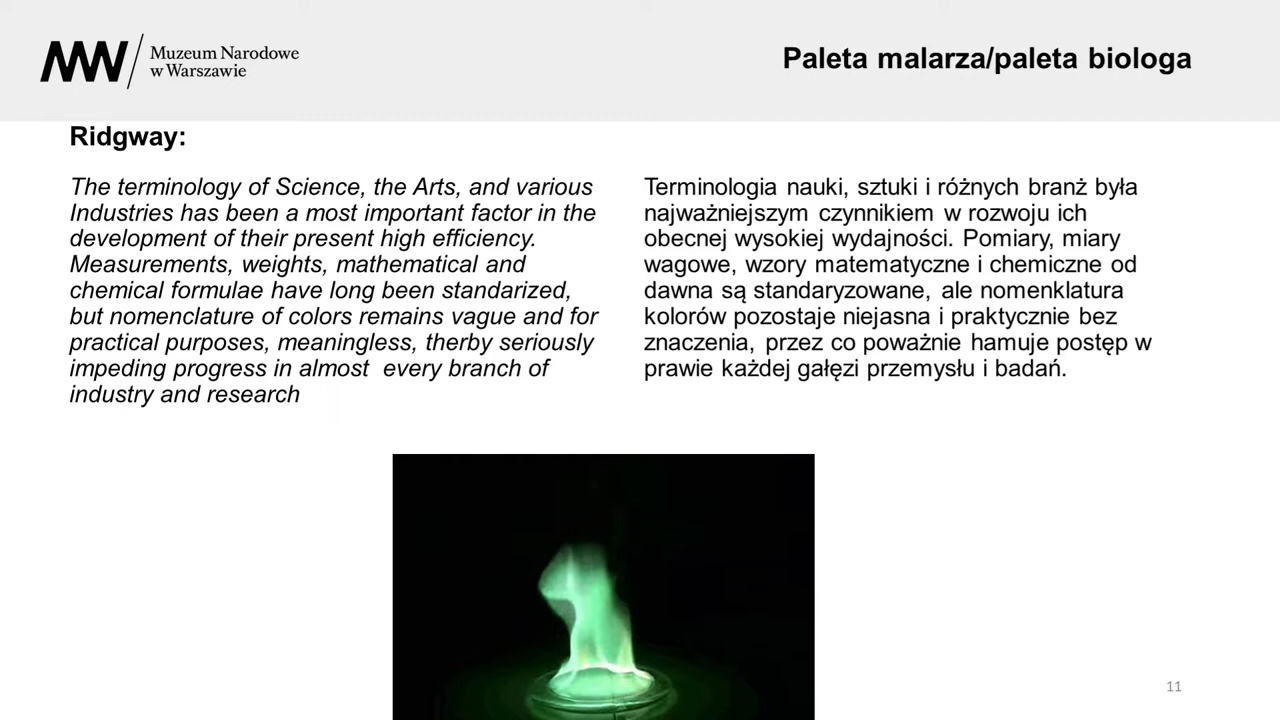 Muzeum Narodowe
w Warszawie
Paleta malarza/paleta biologa
Ridgway:
The terminology of Science, the Arts, and various
Industries has been a most important factor in the
development of their present high efficiency.
Measurements, weights, mathematical and
chemical formulae have long been standarized,
but nomenclature of colors remains vague and for
practical purposes, meaningless, therby seriously
impeding progress in almost every branch of
industry and research
Terminologia nauki, sztuki i różnych branż była
najważniejszym czynnikiem w rozwoju ich
obecnej wysokiej wydajności. Pomiary, miary
wagowe, wzory matematyczne i chemiczne od
dawna są standaryzowane, ale nomenklatura
kolorów pozostaje niejasna i praktycznie bez
znaczenia, przez co poważnie hamuje postęp w
prawie każdej gałęzi przemysłu i badań.
11